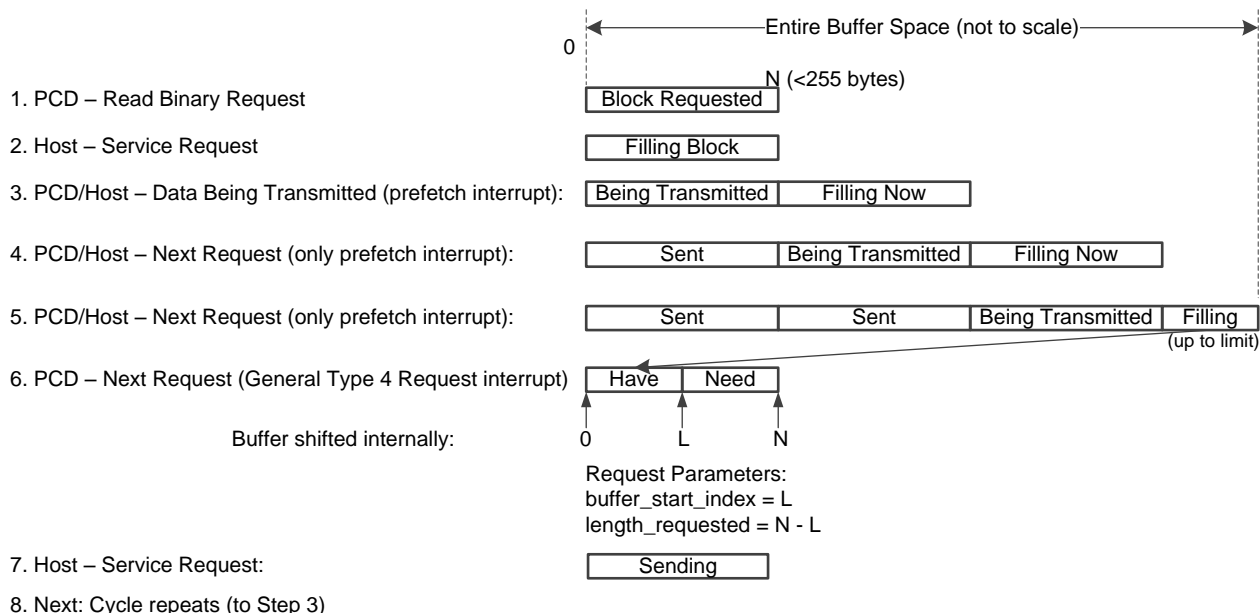 Entire Buffer Space (not to scale)
0
N (<255 bytes)
1. PCD – Read Binary Request
Block Requested
2. Host – Service Request
Filling Block
3. PCD/Host – Data Being Transmitted (prefetch interrupt):
Being Transmitted
Filling Now
4. PCD/Host – Next Request (only prefetch interrupt):
Sent
Being Transmitted
Filling Now
5. PCD/Host – Next Request (only prefetch interrupt):
Sent
Sent
Being Transmitted
Filling
(up to limit)
6. PCD – Next Request (General Type 4 Request interrupt)
Have
Need
Buffer shifted internally:
0
L
N
Request Parameters:
buffer_start_index = L
length_requested = N - L
7. Host – Service Request:
Sending
8. Next: Cycle repeats (to Step 3)